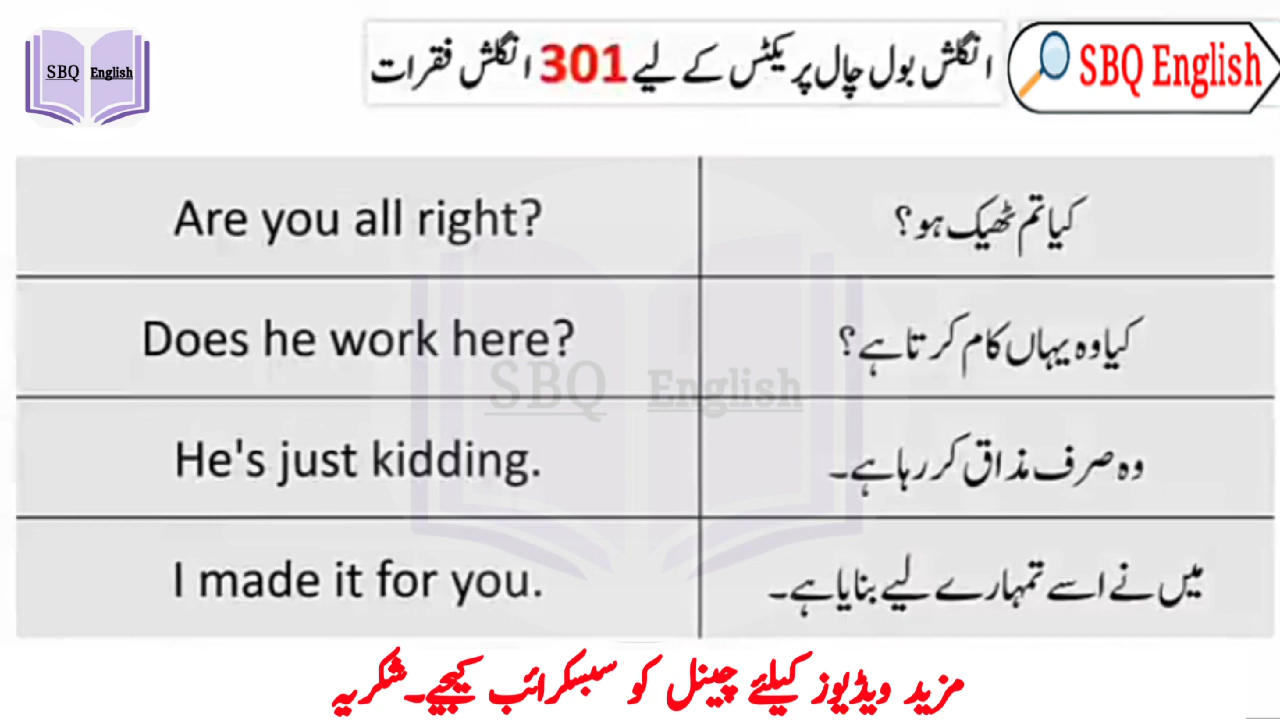 SBQ English
انگلش بول چال پریکٹس کے لیے 301 انگلش فقرات
SBQ English
Are you all right?
کیا تم ٹھیک ہو؟
Does he work here?
کیا وہ یہاں کام کرتا ہے؟
He's just kidding.
وہ صرف مذاق کر رہا ہے۔
I made it for you.
میں نے اسے تمہارے لیے بنایا ہے۔
SBQ English
مزید ویڈیوز کیلئے چینل کو سبسکرائب کیجیے۔ شکریہ